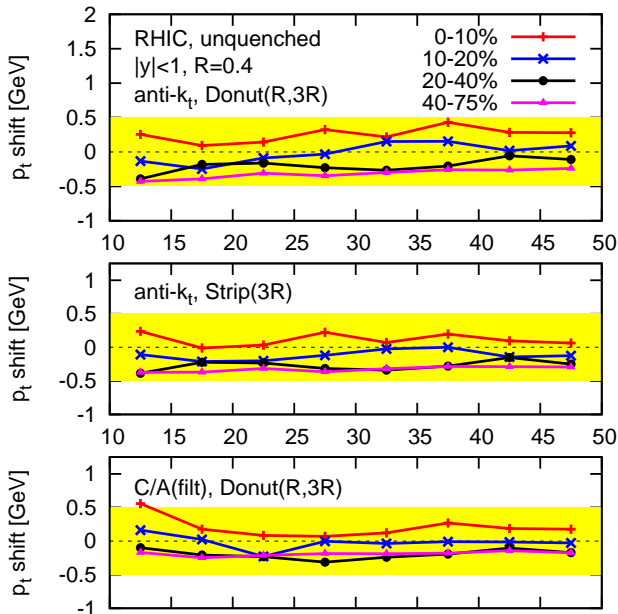 2
1.5
1
0.5
0
-0.5
-1
p_t shift [GeV]
RHIC, unquenched
|y|<1, R=0.4
anti-k_t, Donut(R,3R)
0-10%
10-20%
20-40%
40-75%
10 15 20 25 30 35 40 45 50
1
0.5
0
-0.5
-1
p_t shift [GeV]
anti-k_t, Strip(3R)
10 15 20 25 30 35 40 45 50
1
0.5
0
-0.5
-1
p_t shift [GeV]
C/A(filt), Donut(R,3R)